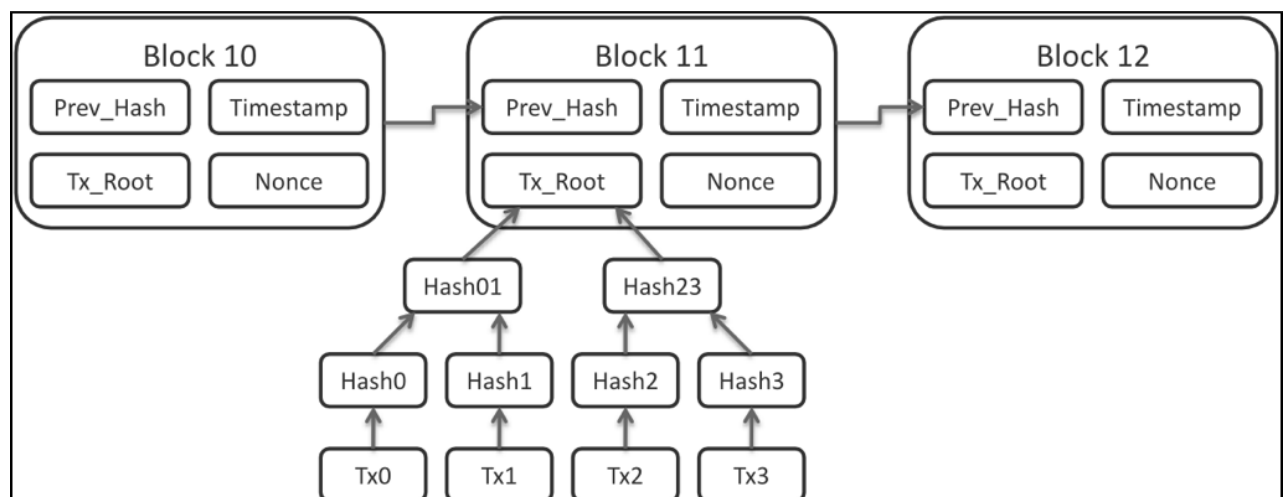 Block 10 Block 11 Block 12
Prev_Hash Timestamp Prev_Hash Timestamp Prev_Hash Timestamp
Tx_Root Nonce Tx_Root Nonce Tx_Root Nonce
Hash01 Hash23
Hash0 Hash1 Hash2 Hash3
Tx0 Tx1 Tx2 Tx3